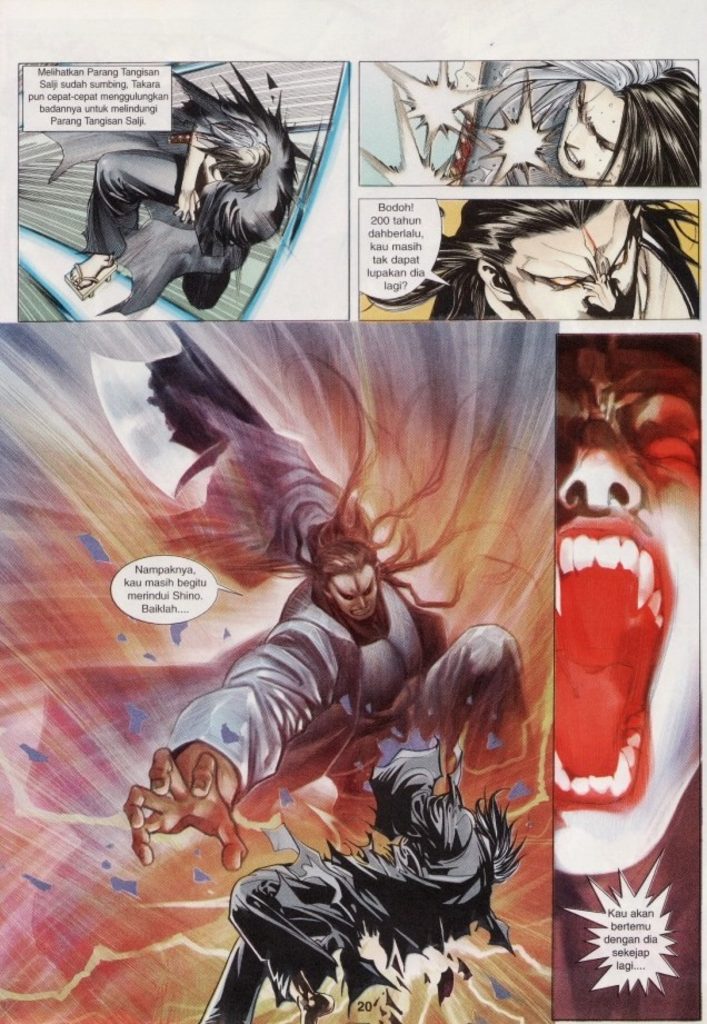 Melihatkan Parang Tangisan
Salji sudah sumbing, Takara
pun cepat-cepat menggulungkan
badannya untuk melindungi
Parang Tangisan Salji.
Bodoh!
200 tahun
dahberlalu,
kau masih
tak dapat
lupakan dia
lagi?
Nampaknya,
kau masih begitu
merindui Shino.
Baiklah....
Kau akan
bertemu
dengan dia
sekejap
lagi....
20